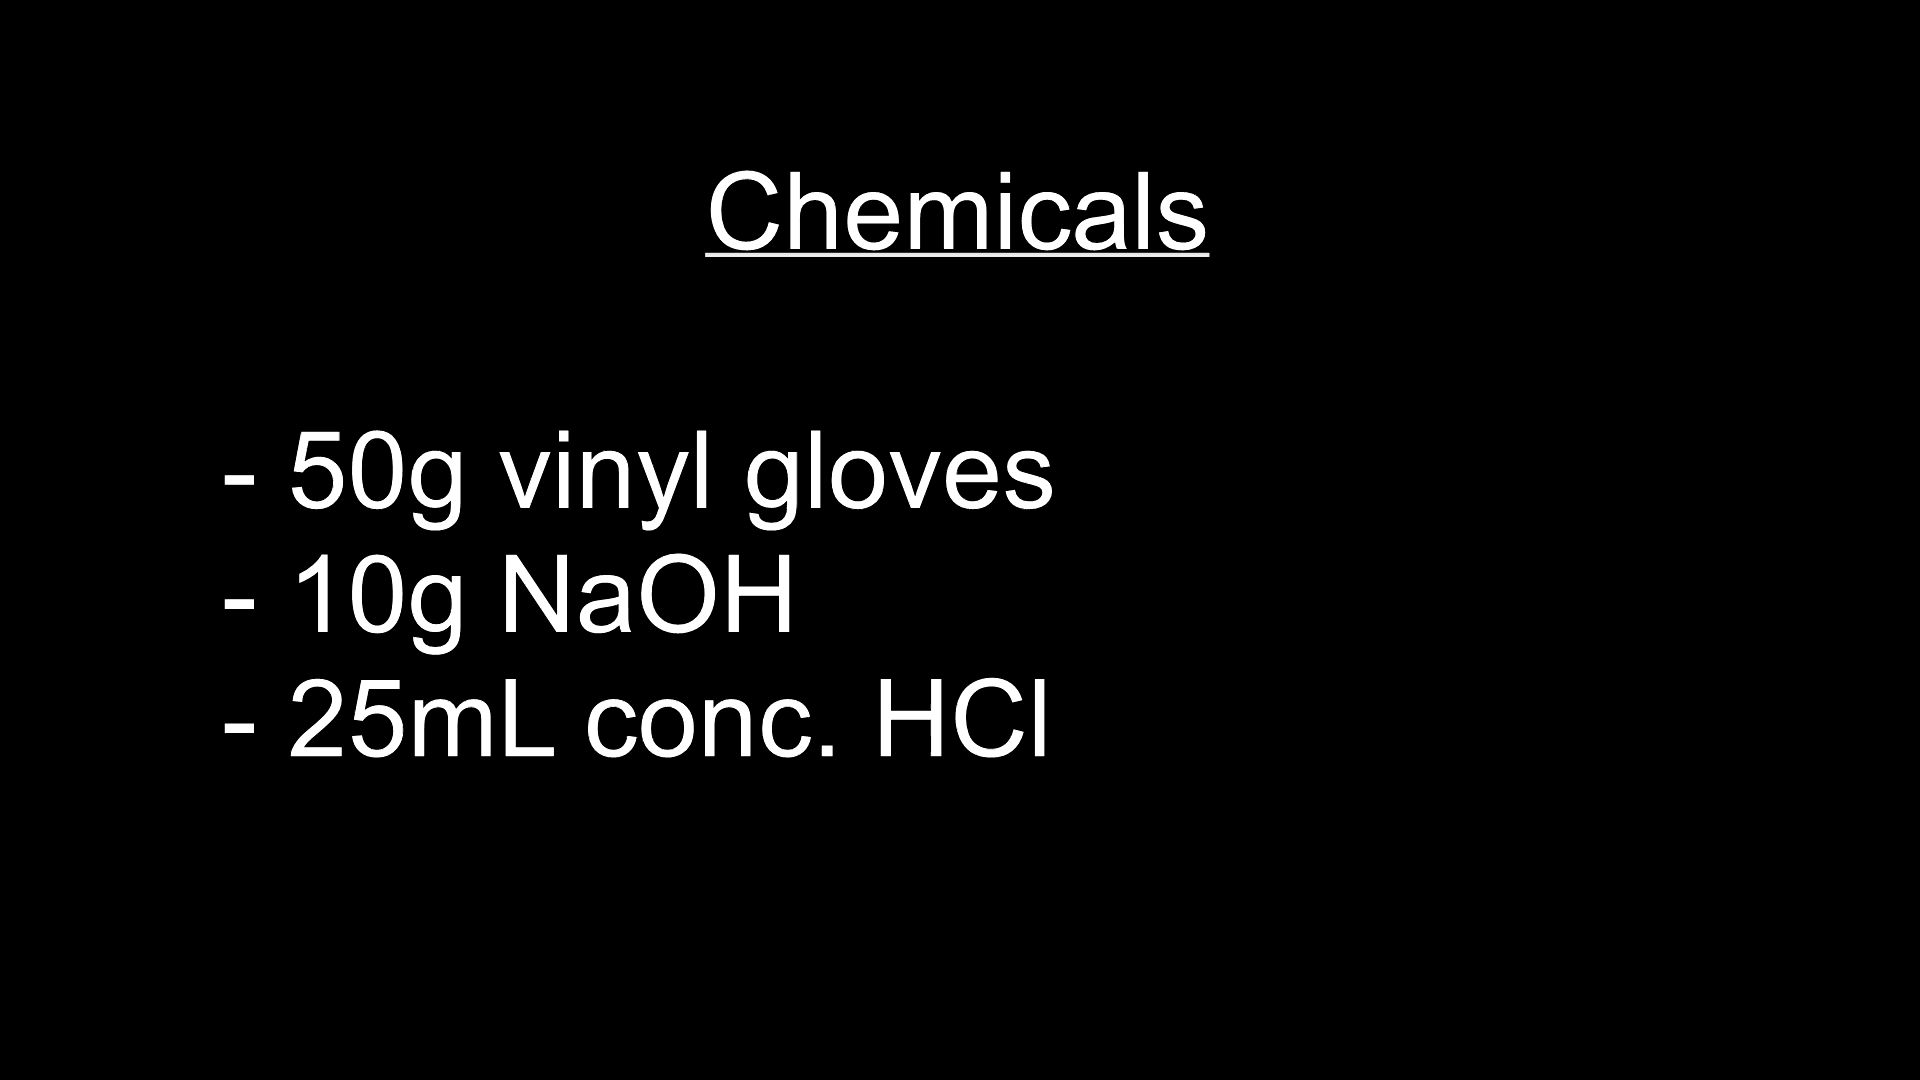 Chemicals
- 50g vinyl gloves
- 10g NaOH
- 25mL conc. HCl